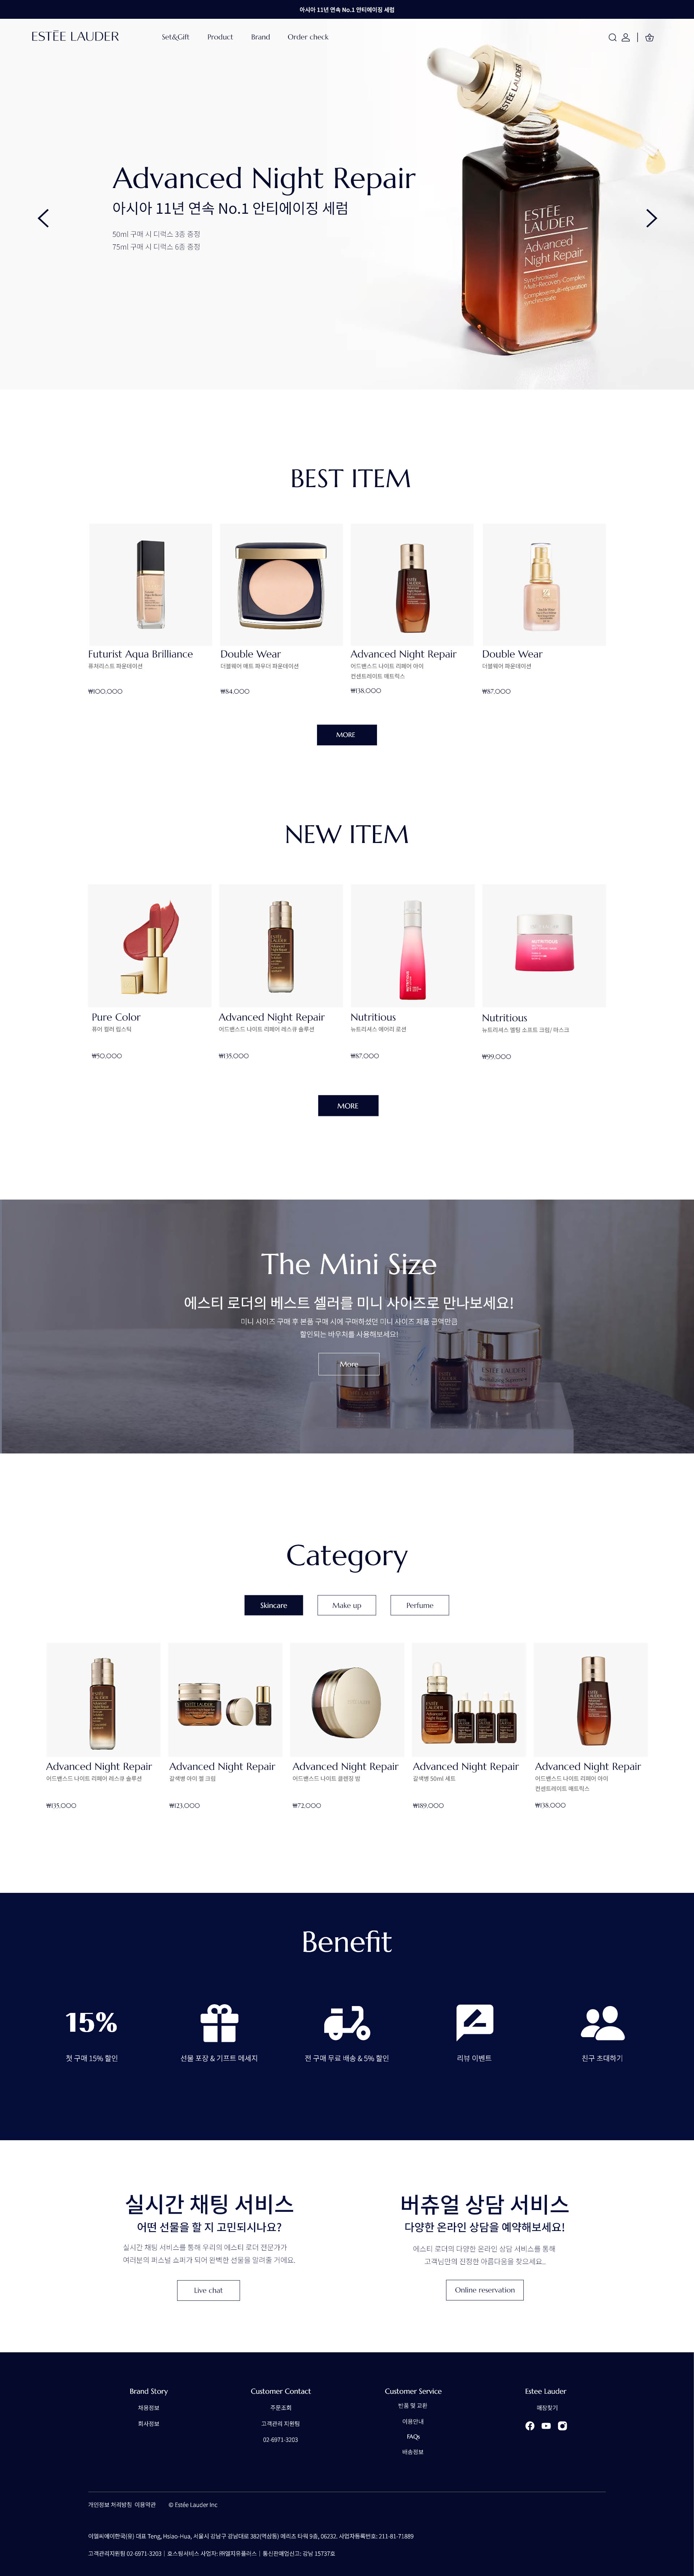 아시아 11년 연속 No.1 안티에이징 세럼
ESTĒE LAUDER
Set&Gift Product Brand Order check
Advanced Night Repair
아시아 11년 연속 No.1 안티에이징 세럼
50ml 구매 시 디럭스 3종 증정
75ml 구매 시 디럭스 6종 증정
ESTĒE LAUDER
ESTĒE
LAUDER
Advanced
Night Repair
Synchronized
Multi-Recovery Complex
Complexe multi-réparation
synchronisée
BEST ITEM
Futurist Aqua Brilliance
퓨처리스트 파운데이션
₩100,000
Double Wear
더블웨어 매트 파우더 파운데이션
₩84,000
Advanced Night Repair
어드밴스드 나이트 리페어 아이
컨센트레이트 매트릭스
₩138,000
Double Wear
더블웨어 파운데이션
₩87,000
MORE
NEW ITEM
Pure Color
퓨어 컬러 립스틱
₩50,000
Advanced Night Repair
어드밴스드 나이트 리페어 레스큐 솔루션
₩135,000
NUTRITIOUS
Nutritious
뉴트리셔스 에어리 로션
₩87,000
NUTRITIOUS
Nutritious
뉴트리셔스 멜팅 소프트 크림/ 마스크
₩99,000
MORE
The Mini Size
에스티 로더의 베스트 셀러를 미니 사이즈로 만나보세요!
미니 사이즈 구매 후 본품 구매 시에 구매하셨던 미니 사이즈 제품 금액만큼
할인되는 바우처를 사용해보세요!
More
ESTĒE LAUDER
Category
Skincare Make up Perfume
Advanced Night Repair
어드밴스드 나이트 리페어 레스큐 솔루션
₩135,000
Advanced Night Repair
갈색병 아이 젤 크림
₩123,000
Advanced Night Repair
어드밴스드 나이트 클렌징 밤
₩72,000
Advanced Night Repair
갈색병 50ml 세트
₩189,000
Advanced Night Repair
어드밴스드 나이트 리페어 아이
컨센트레이트 매트릭스
₩138,000
Benefit
15%
첫 구매 15% 할인
선물 포장 & 기프트 메세지
전 구매 무료 배송 & 5% 할인
리뷰 이벤트
친구 초대하기
실시간 채팅 서비스
어떤 선물을 할 지 고민되시나요?
실시간 채팅 서비스를 통해 우리의 에스티 로더 전문가가
여러분의 퍼스널 쇼퍼가 되어 완벽한 선물을 알려줄 거에요.
Live chat
버츄얼 상담 서비스
다양한 온라인 상담을 예약해보세요!
에스티 로더의 다양한 온라인 상담 서비스를 통해
고객님만의 진정한 아름다움을 찾으세요..
Online reservation
Brand Story
채용정보
회사정보
Customer Contact
주문조회
고객관리 지원팀
02-6971-3203
Customer Service
반품 및 교환
이용안내
FAQs
배송정보
Estee Lauder
매장찾기
개인정보 처리방침 이용약관 © Estée Lauder Inc
이엘씨에이한국(유) 대표 Teng, Hsiao-Hua, 서울시 강남구 강남대로 382(역삼동) 메리츠 타워 9층, 06232. 사업자등록번호: 211-81-71889
고객관리지원팀 02-6971-3203 | 호스팅서비스 사업자: ㈜엘지유플러스 | 통신판매업신고: 강남 15737호